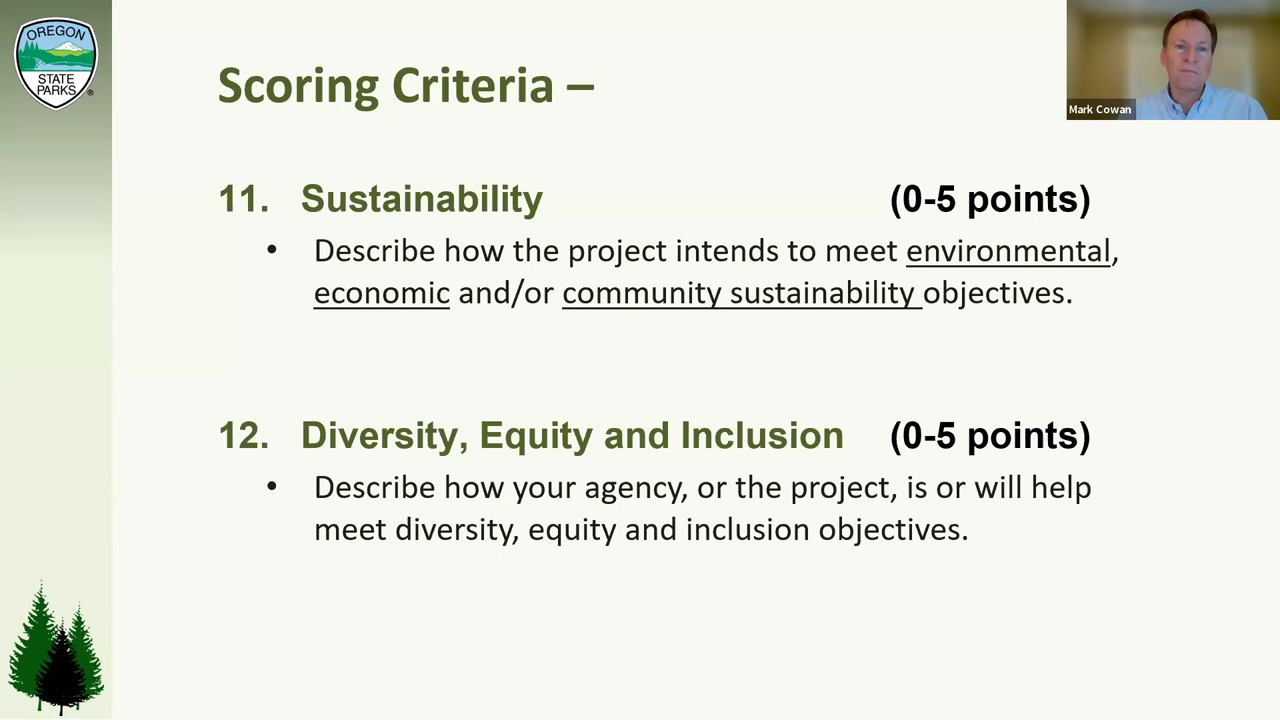 OREGON
STATE
PARKS
®
Scoring Criteria –
Mark Cowan
11. Sustainability (0-5 points)
• Describe how the project intends to meet environmental,
economic and/or community sustainability objectives.
12. Diversity, Equity and Inclusion (0-5 points)
• Describe how your agency, or the project, is or will help
meet diversity, equity and inclusion objectives.